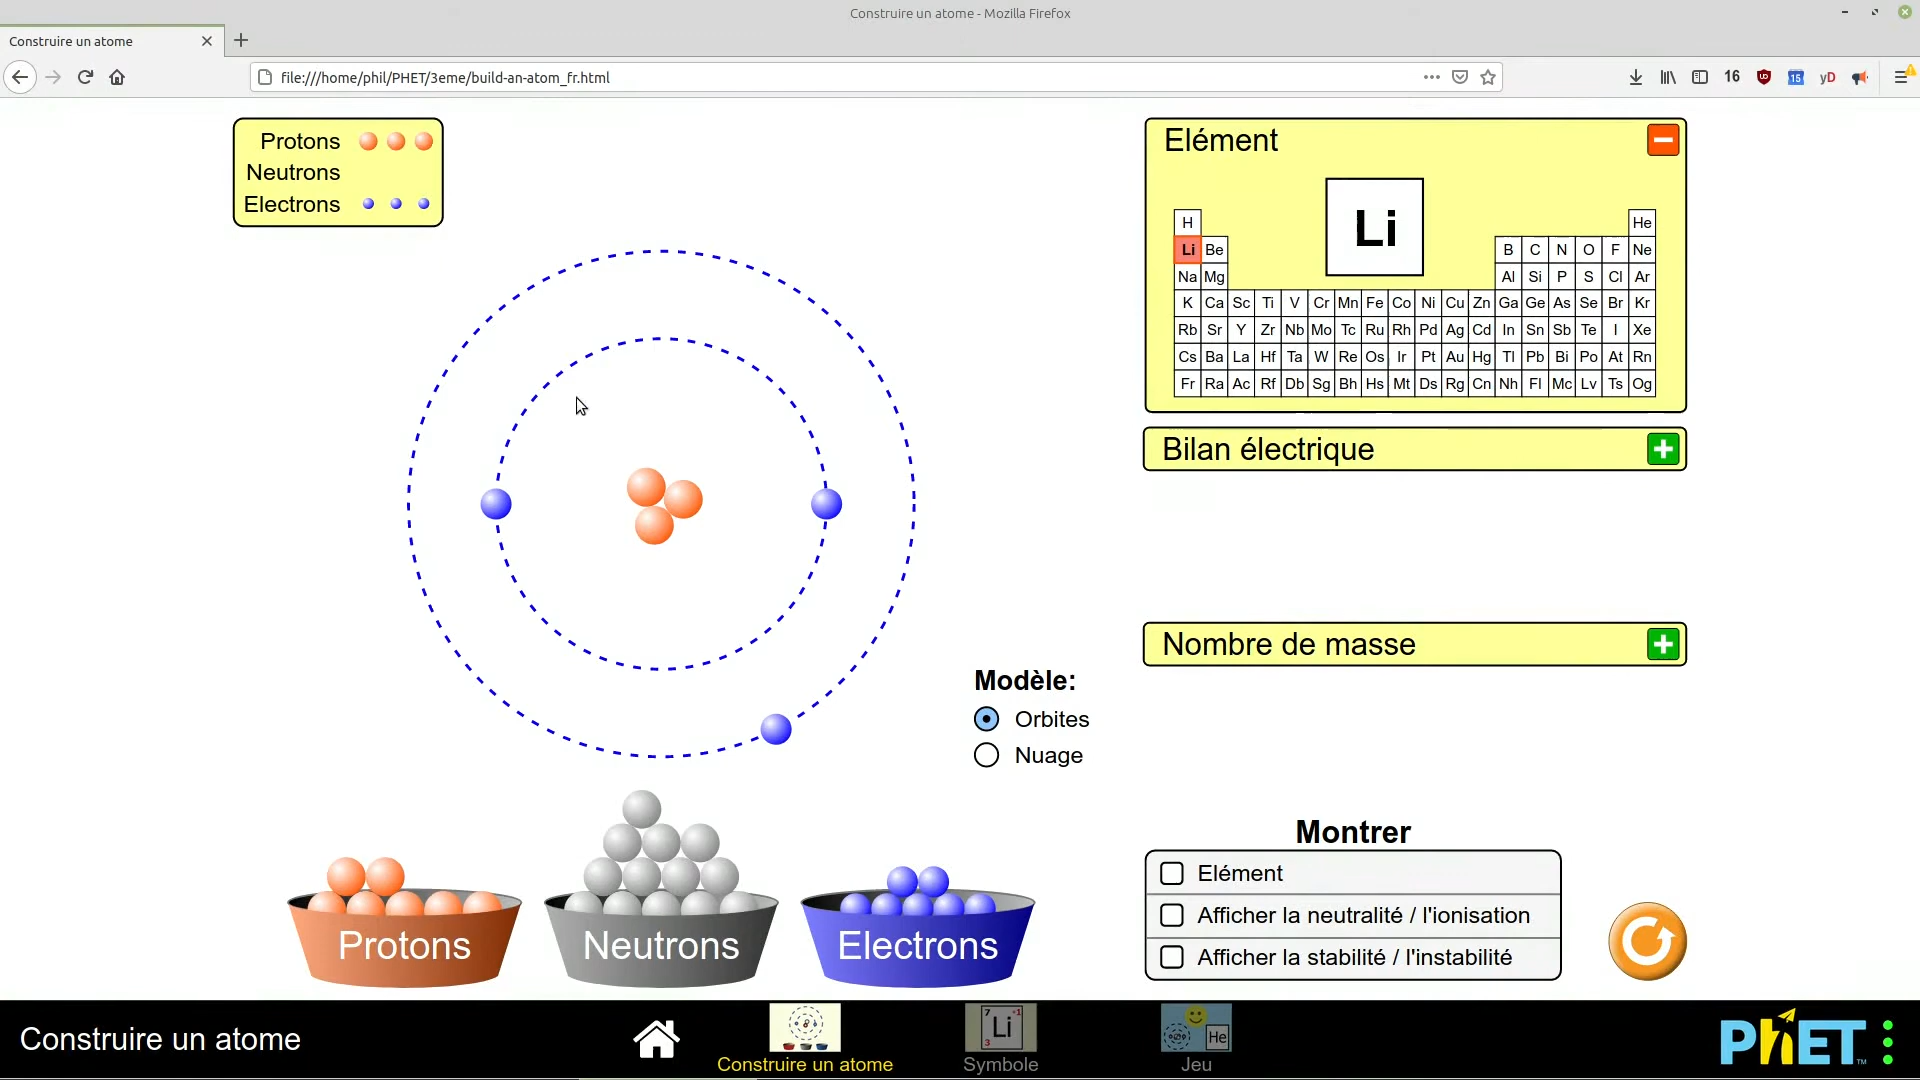 Construire un atome - Mozilla Firefox
Construire un atome
file:///home/phil/PHET/3eme/build-an-atom_fr.html
16
15
yD
Protons
Neutrons
Electrons
Elément
Li
H He
Li Be B C N O F Ne
Na Mg Al Si P S Cl Ar
K Ca Sc Ti V Cr Mn Fe Co Ni Cu Zn Ga Ge As Se Br Kr
Rb Sr Y Zr Nb Mo Tc Ru Rh Pd Ag Cd In Sn Sb Te I Xe
Cs Ba La Hf Ta W Re Os Ir Pt Au Hg Tl Pb Bi Po At Rn
Fr Ra Ac Rf Db Sg Bh Hs Mt Ds Rg Cn Nh Fl Mc Lv Ts Og
Bilan électrique
Nombre de masse
Modèle:
Orbites
Nuage
Montrer
Elément
Afficher la neutralité / l'ionisation
Afficher la stabilité / l'instabilité
Protons
Neutrons
Electrons
Construire un atome
Construire un atome
7 +1
Li
3
Symbole
He
Jeu
PhET™